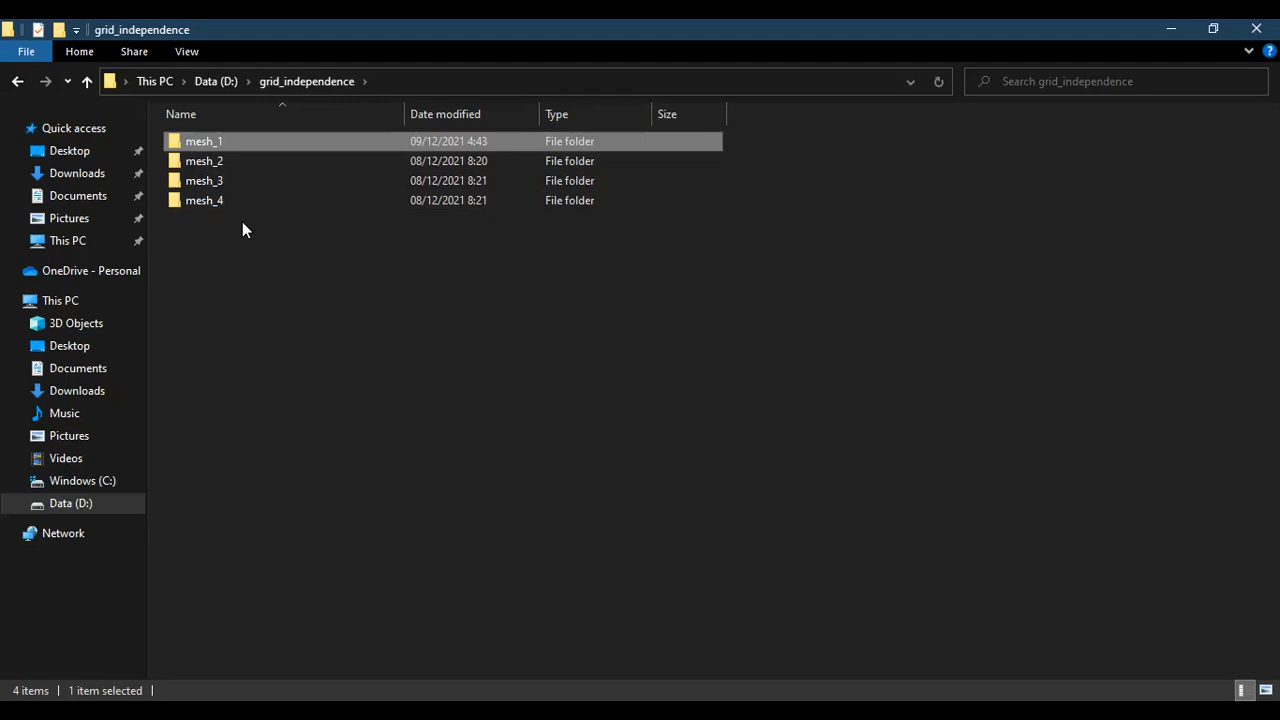 grid_independence
File Home Share View
This PC Data (D:) grid_independence Search grid_independence
Name Date modified Type Size
mesh_1 09/12/2021 4:43 File folder
mesh_2 08/12/2021 8:20 File folder
mesh_3 08/12/2021 8:21 File folder
mesh_4 08/12/2021 8:21 File folder
Quick access
Desktop
Downloads
Documents
Pictures
This PC
OneDrive - Personal
This PC
3D Objects
Desktop
Documents
Downloads
Music
Pictures
Videos
Windows (C:)
Data (D:)
Network
4 items 1 item selected